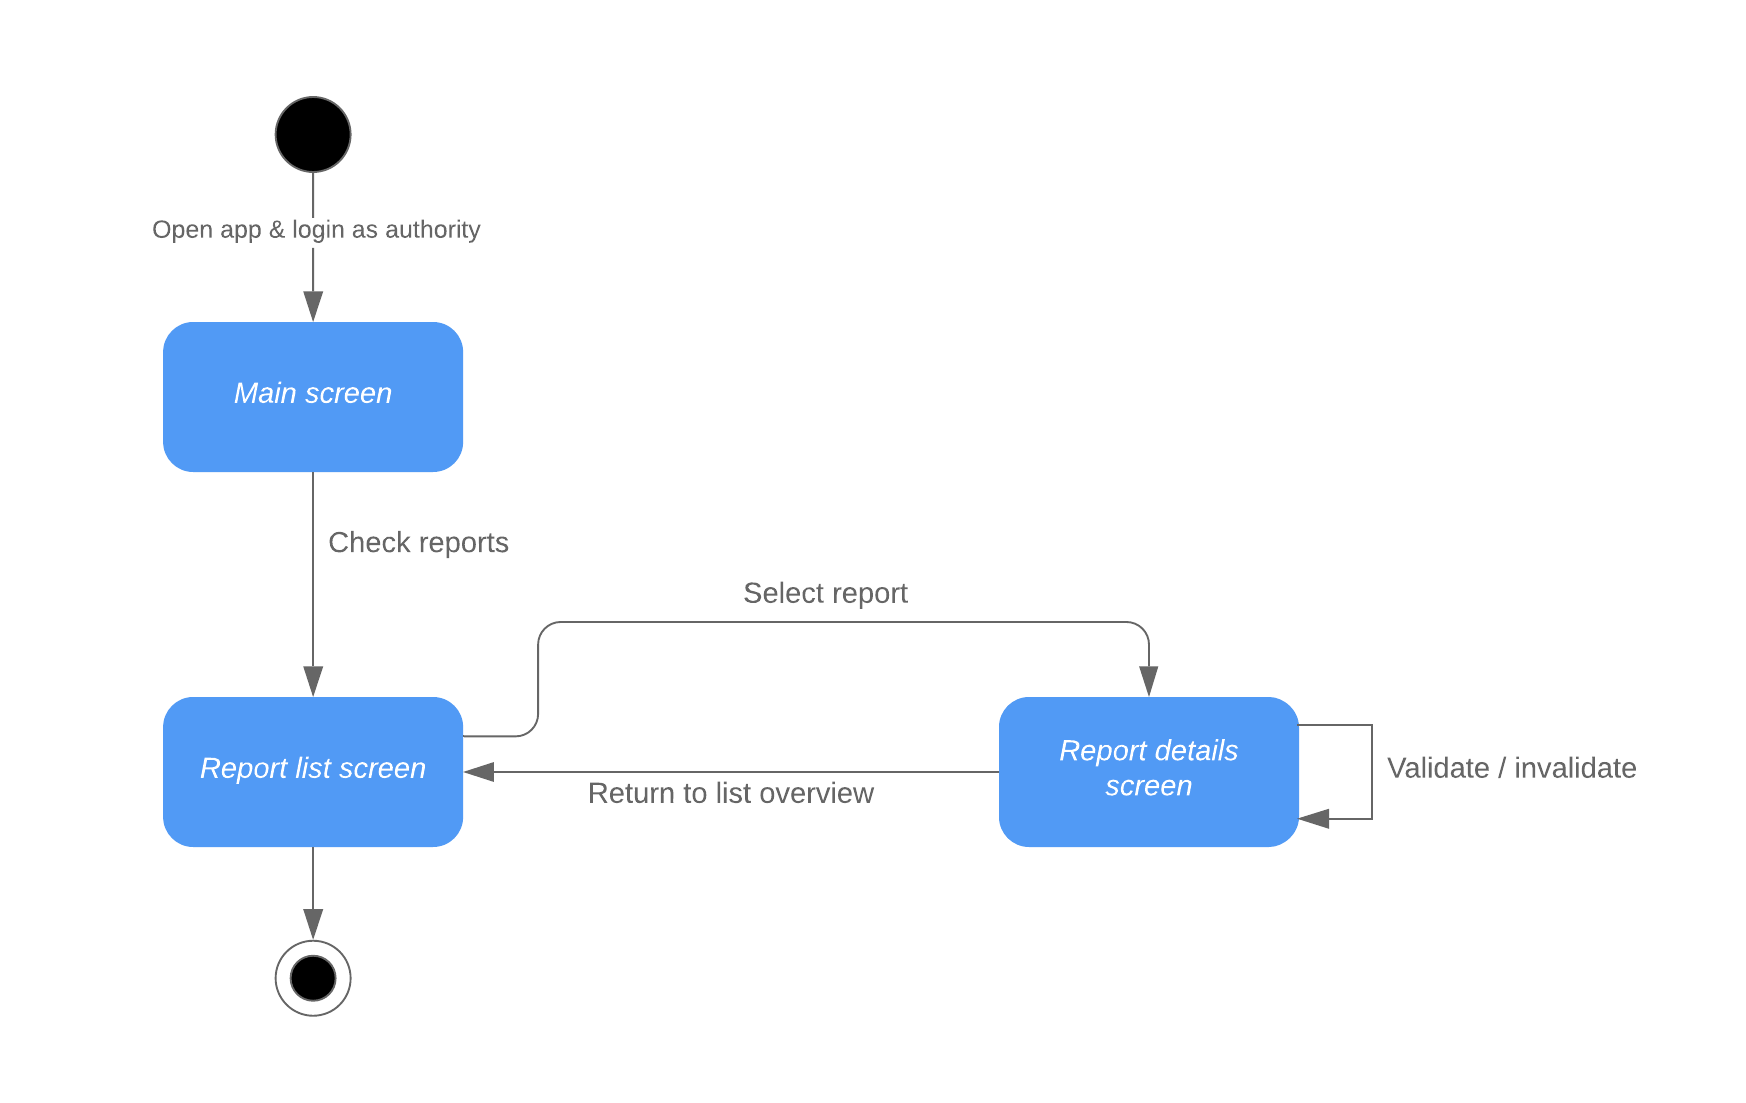 Open app & login as authority
Main screen
Check reports
Select report
Report list screen
Return to list overview
Report details
screen
Validate / invalidate